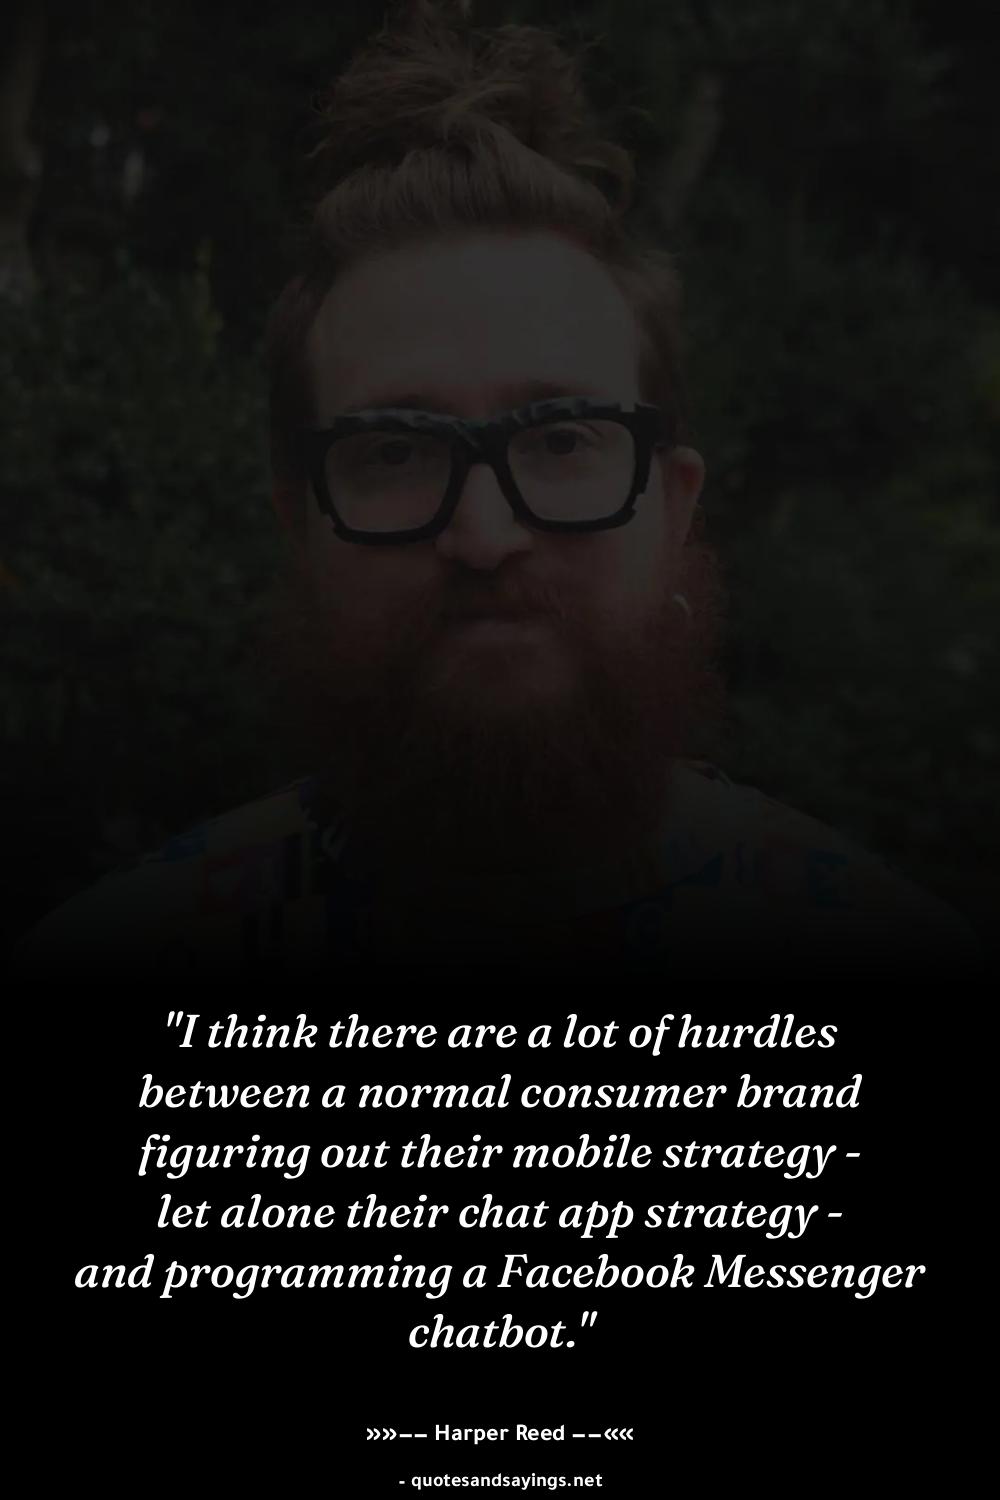 "I think there are a lot of hurdles
between a normal consumer brand
figuring out their mobile strategy -
let alone their chat app strategy -
and programming a Facebook Messenger
chatbot."
»»–– Harper Reed ––««
- quotesandsayings.net